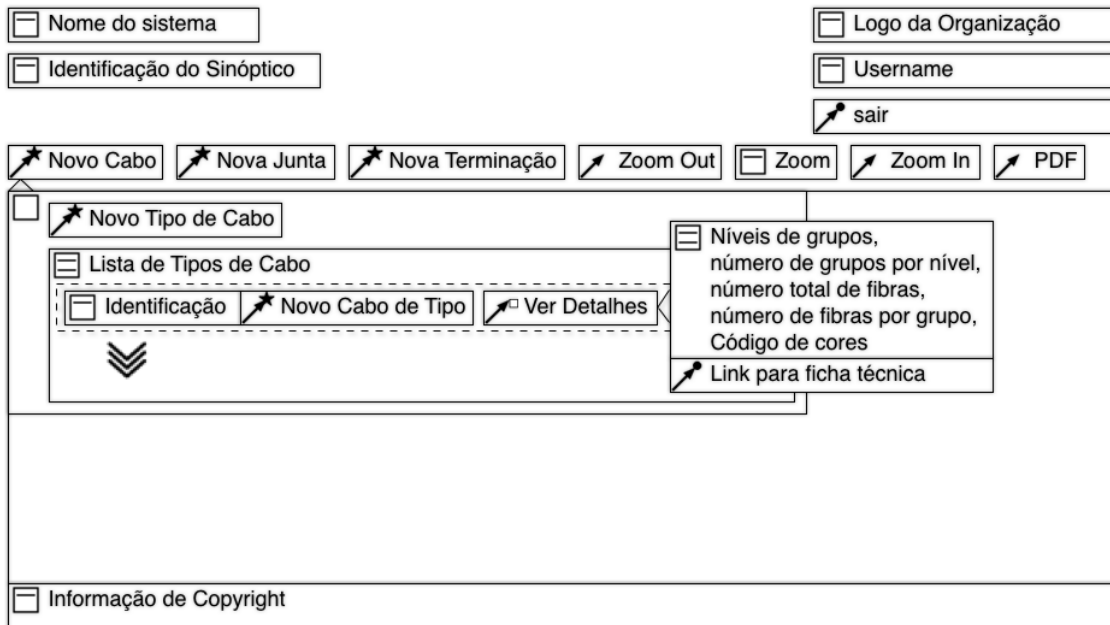 Nome do sistema
Logo da Organização
Identificação do Sinóptico
Username
sair
Novo Cabo
Nova Junta
Nova Terminação
Zoom Out
Zoom
Zoom In
PDF
Novo Tipo de Cabo
Lista de Tipos de Cabo
Identificação
Novo Cabo de Tipo
Ver Detalhes
Níveis de grupos,
número de grupos por nível,
número total de fibras,
número de fibras por grupo,
Código de cores
Link para ficha técnica
Informação de Copyright